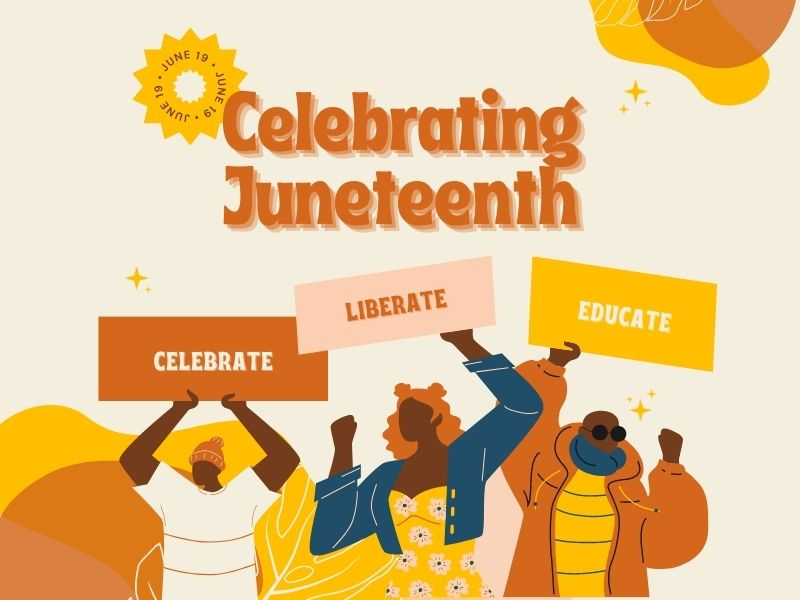 JUNE 19 • JUNE 19 • JUNE 19 •
Celebrating
Juneteenth
LIBERATE
EDUCATE
CELEBRATE